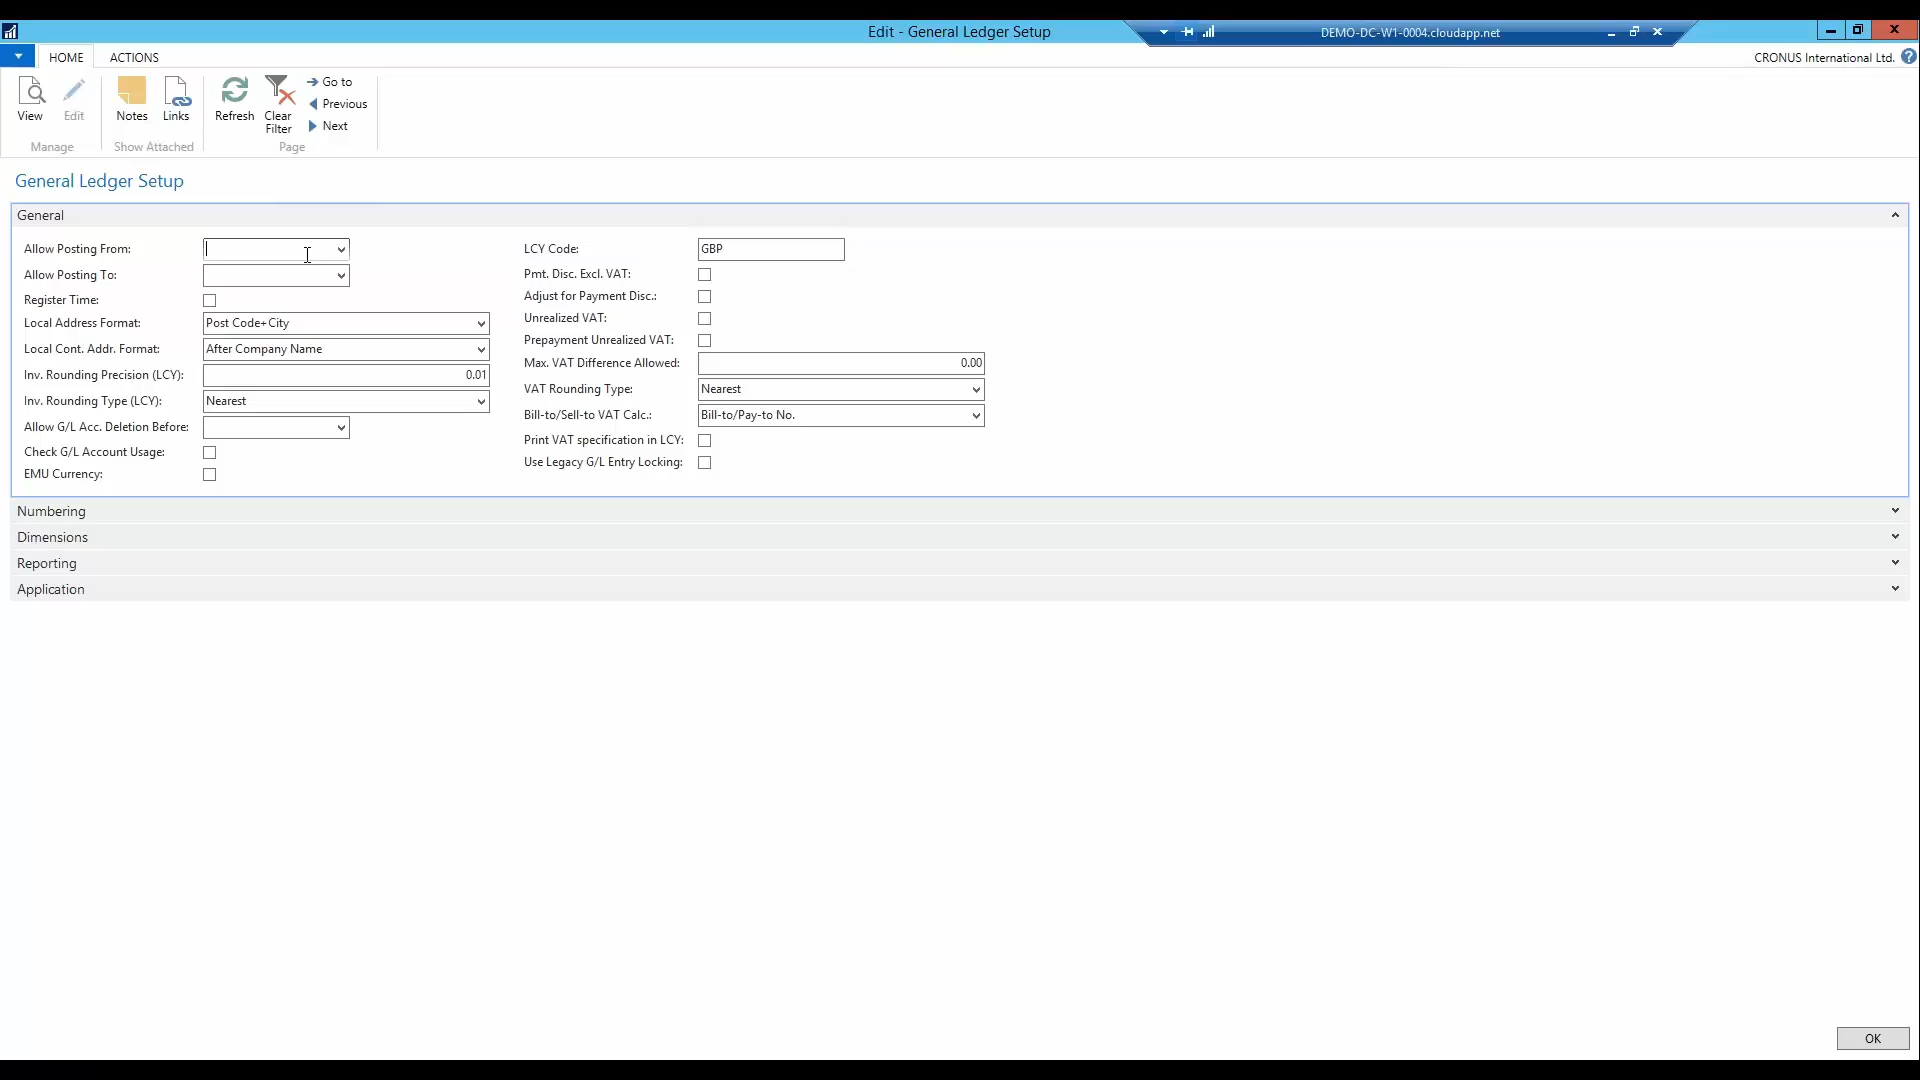 Edit - General Ledger Setup
DEMO-DC-W1-0004.cloudapp.net
HOME
ACTIONS
CRONUS International Ltd.
View
Edit
Manage
Notes
Links
Show Attached
Refresh
Clear
Filter
Go to
Previous
Next
Page
General Ledger Setup
General
Allow Posting From:
Allow Posting To:
Register Time:
Local Address Format: Post Code+City
Local Cont. Addr. Format: After Company Name
Inv. Rounding Precision (LCY): 0.01
Inv. Rounding Type (LCY): Nearest
Allow G/L Acc. Deletion Before:
Check G/L Account Usage:
EMU Currency:
LCY Code: GBP
Pmt. Disc. Excl. VAT:
Adjust for Payment Disc.:
Unrealized VAT:
Prepayment Unrealized VAT:
Max. VAT Difference Allowed: 0.00
VAT Rounding Type: Nearest
Bill-to/Sell-to VAT Calc.: Bill-to/Pay-to No.
Print VAT specification in LCY:
Use Legacy G/L Entry Locking:
Numbering
Dimensions
Reporting
Application
OK